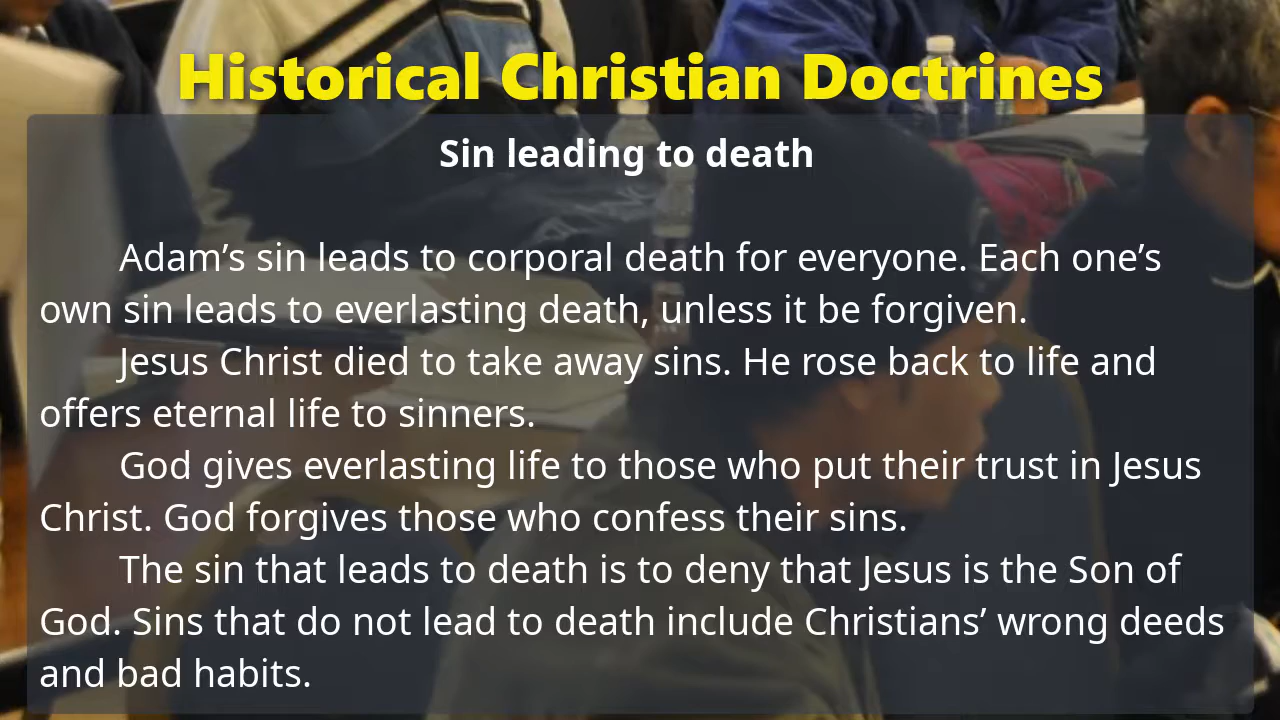 Historical Christian Doctrines
Sin leading to death
Adam’s sin leads to corporal death for everyone. Each one’s
own sin leads to everlasting death, unless it be forgiven.
Jesus Christ died to take away sins. He rose back to life and
offers eternal life to sinners.
God gives everlasting life to those who put their trust in Jesus
Christ. God forgives those who confess their sins.
The sin that leads to death is to deny that Jesus is the Son of
God. Sins that do not lead to death include Christians’ wrong deeds
and bad habits.